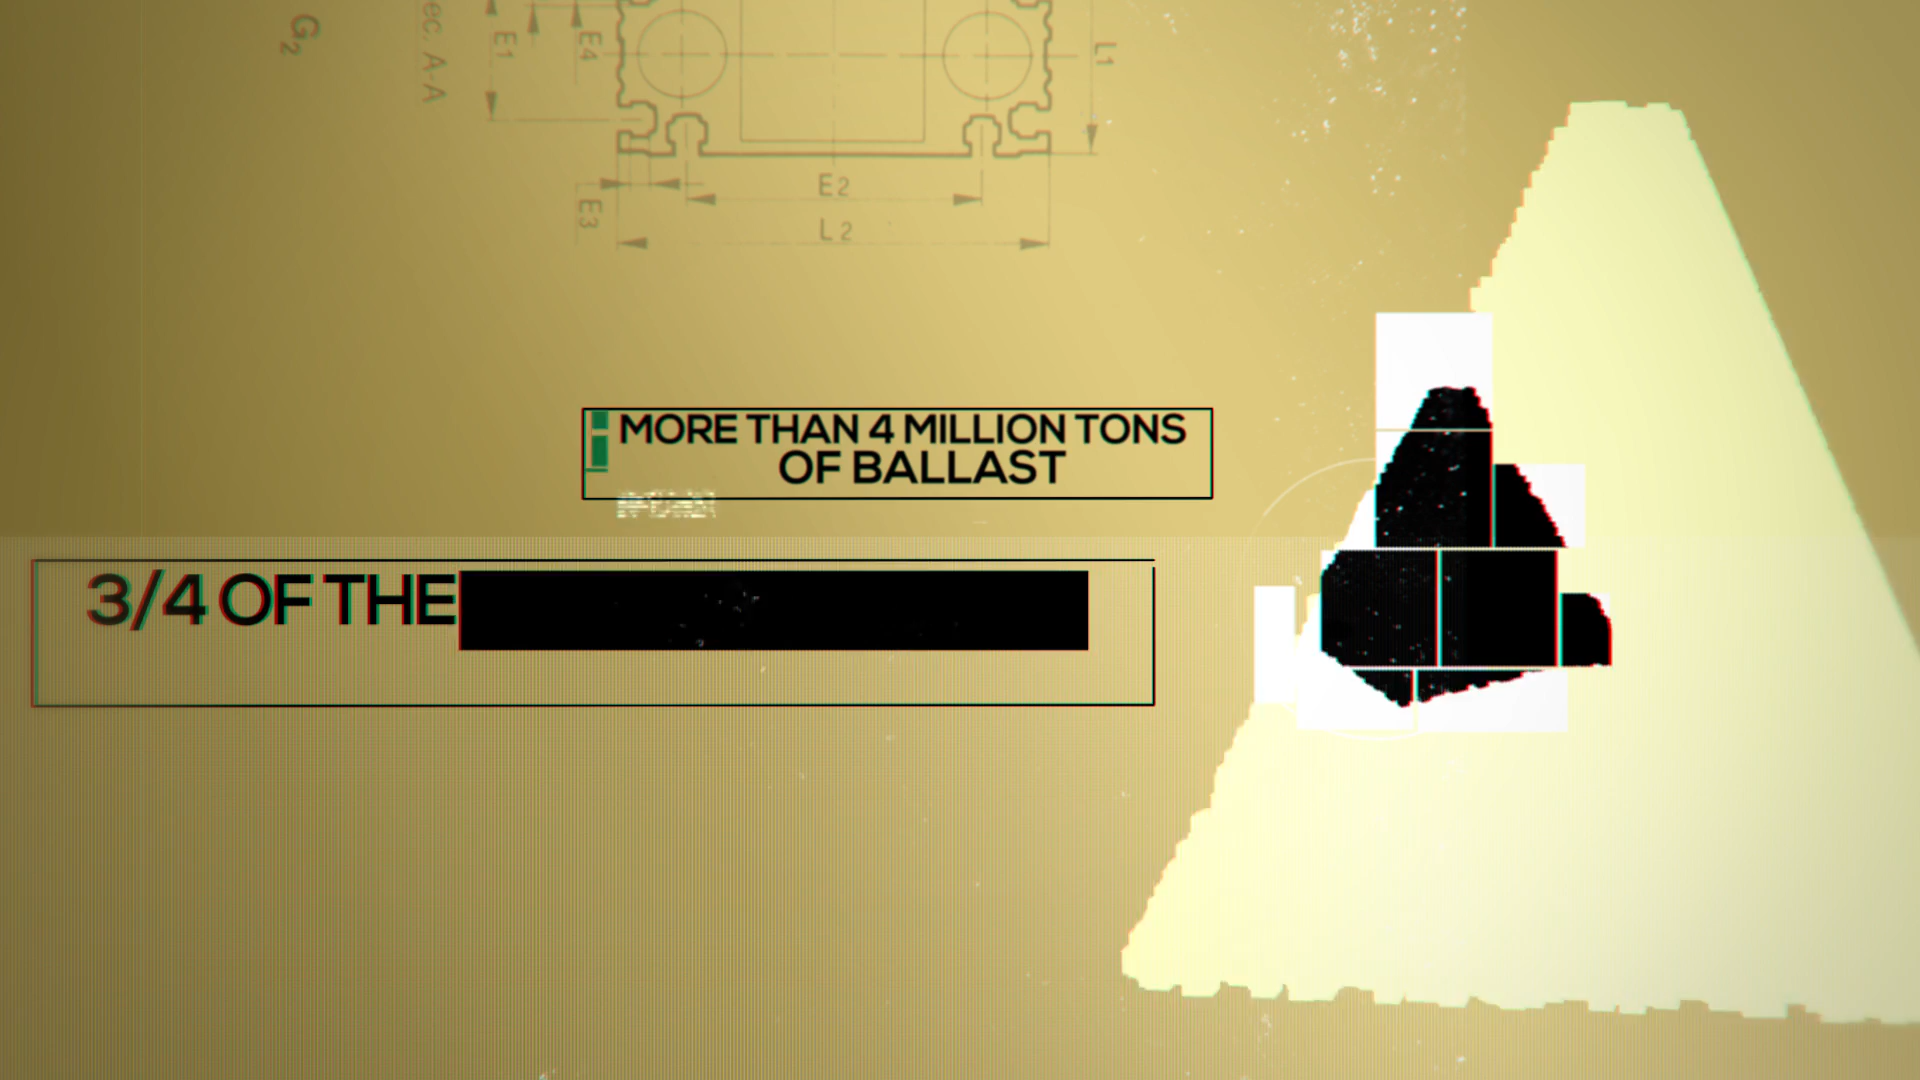 G2
ec. A-A
E1
E4
L1
E2
E3
L2
MORE THAN 4 MILLION TONS
OF BALLAST
3/4 OF THE